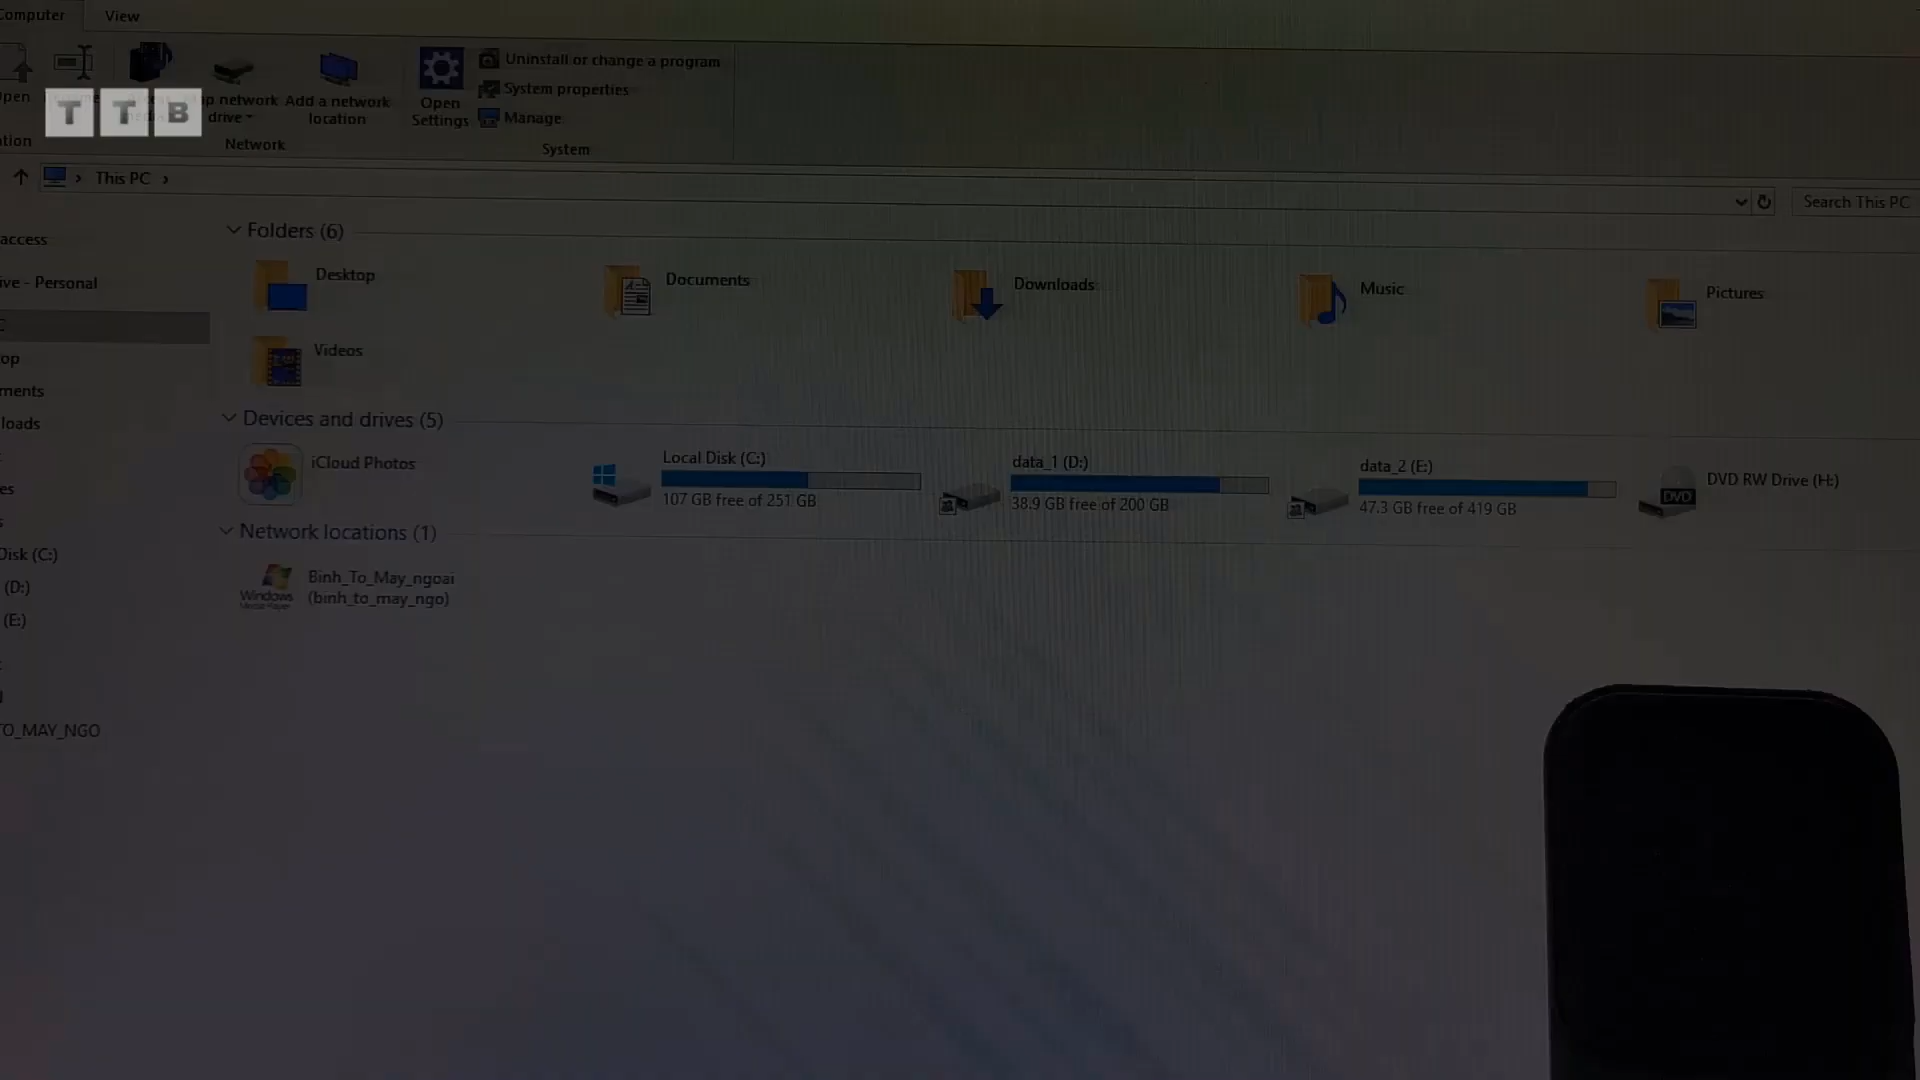 Computer View
Uninstall or change a program
System properties
Manage
Open
Settings
Add a network
location
network
drive
TTB
Network
System
This PC
Search This PC
Folders (6)
Desktop
Documents
Downloads
Music
Pictures
Videos
Devices and drives (5)
iCloud Photos
Local Disk (C:)
107 GB free of 251 GB
data_1 (D:)
38.9 GB free of 200 GB
data_2 (E:)
47.3 GB free of 419 GB
DVD
DVD RW Drive (H:)
Network locations (1)
Windows
Media Player
Binh_To_May_ngoai
(binh_to_may_ngo)
access
ive - Personal
op
ments
loads
es
Disk (C:)
(D:)
(E:)
TO_MAY_NGO